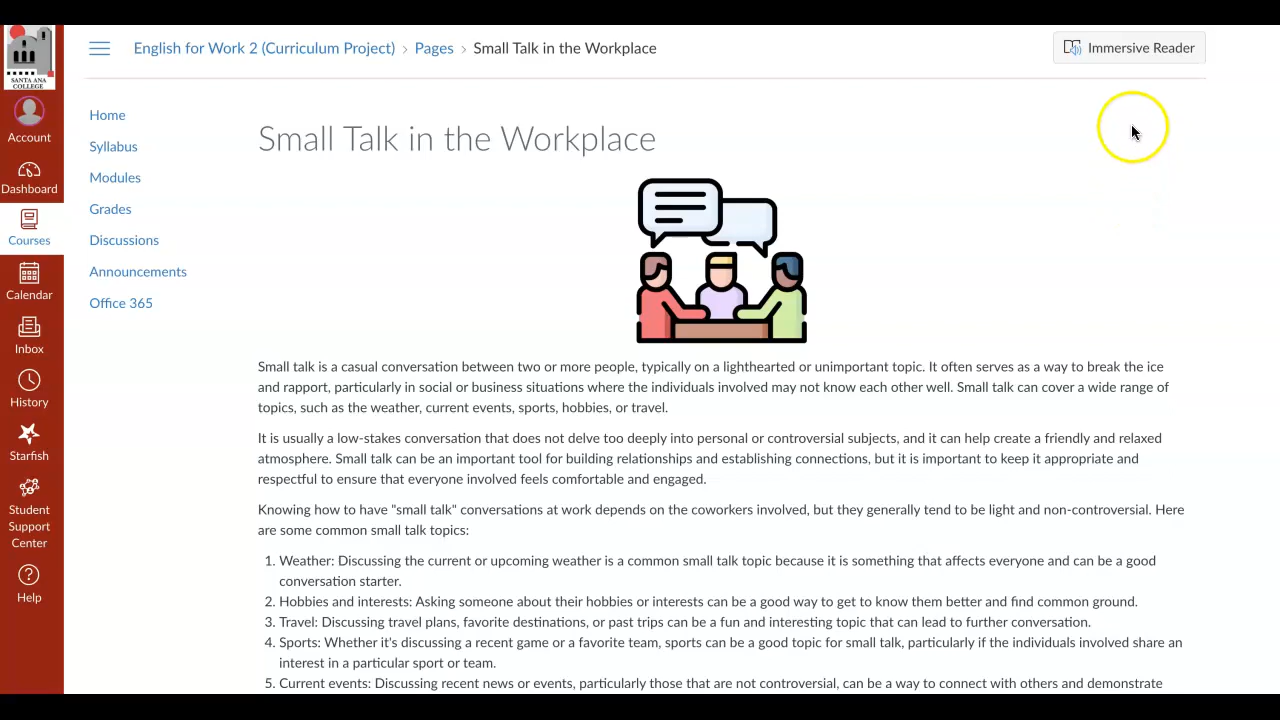 SANTA ANA
COLLEGE
Account
Dashboard
Courses
Calendar
Inbox
History
Starfish
Student
Support
Center
Help
English for Work 2 (Curriculum Project) › Pages › Small Talk in the Workplace
Immersive Reader
Home
Syllabus
Modules
Grades
Discussions
Announcements
Office 365
Small Talk in the Workplace
Small talk is a casual conversation between two or more people, typically on a lighthearted or unimportant topic. It often serves as a way to break the ice
and rapport, particularly in social or business situations where the individuals involved may not know each other well. Small talk can cover a wide range of
topics, such as the weather, current events, sports, hobbies, or travel.
It is usually a low-stakes conversation that does not delve too deeply into personal or controversial subjects, and it can help create a friendly and relaxed
atmosphere. Small talk can be an important tool for building relationships and establishing connections, but it is important to keep it appropriate and
respectful to ensure that everyone involved feels comfortable and engaged.
Knowing how to have "small talk" conversations at work depends on the coworkers involved, but they generally tend to be light and non-controversial. Here
are some common small talk topics:
1. Weather: Discussing the current or upcoming weather is a common small talk topic because it is something that affects everyone and can be a good
conversation starter.
2. Hobbies and interests: Asking someone about their hobbies or interests can be a good way to get to know them better and find common ground.
3. Travel: Discussing travel plans, favorite destinations, or past trips can be a fun and interesting topic that can lead to further conversation.
4. Sports: Whether it's discussing a recent game or a favorite team, sports can be a good topic for small talk, particularly if the individuals involved share an
interest in a particular sport or team.
5. Current events: Discussing recent news or events, particularly those that are not controversial, can be a way to connect with others and demonstrate